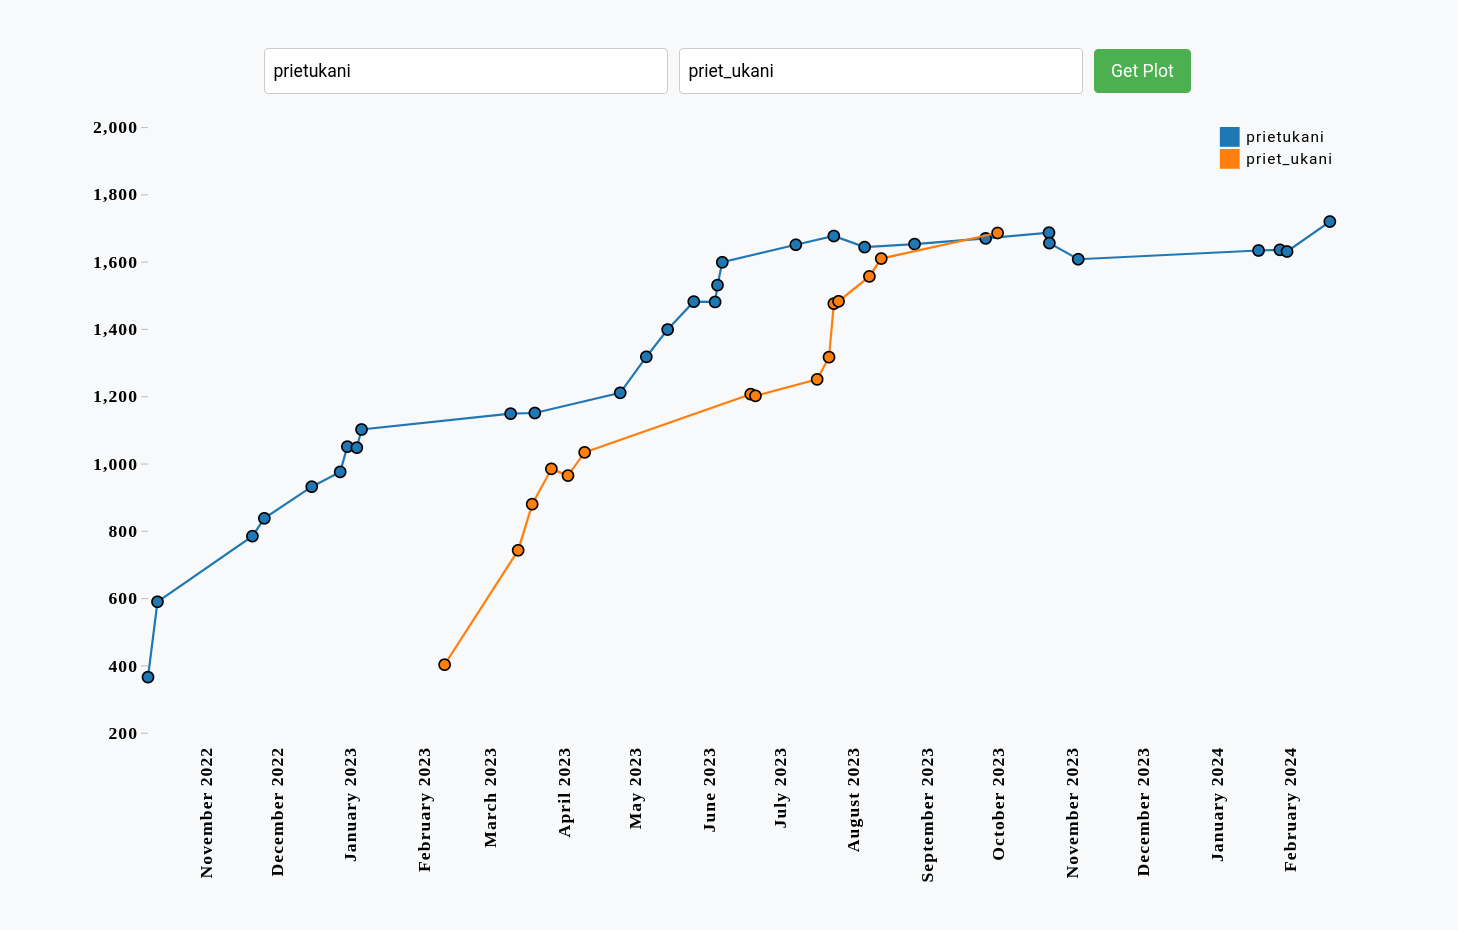 prietukani
priet_ukani
Get Plot
prietukani
priet_ukani
2,000
1,800
1,600
1,400
1,200
1,000
800
600
400
200
November 2022
December 2022
January 2023
February 2023
March 2023
April 2023
May 2023
June 2023
July 2023
August 2023
September 2023
October 2023
November 2023
December 2023
January 2024
February 2024